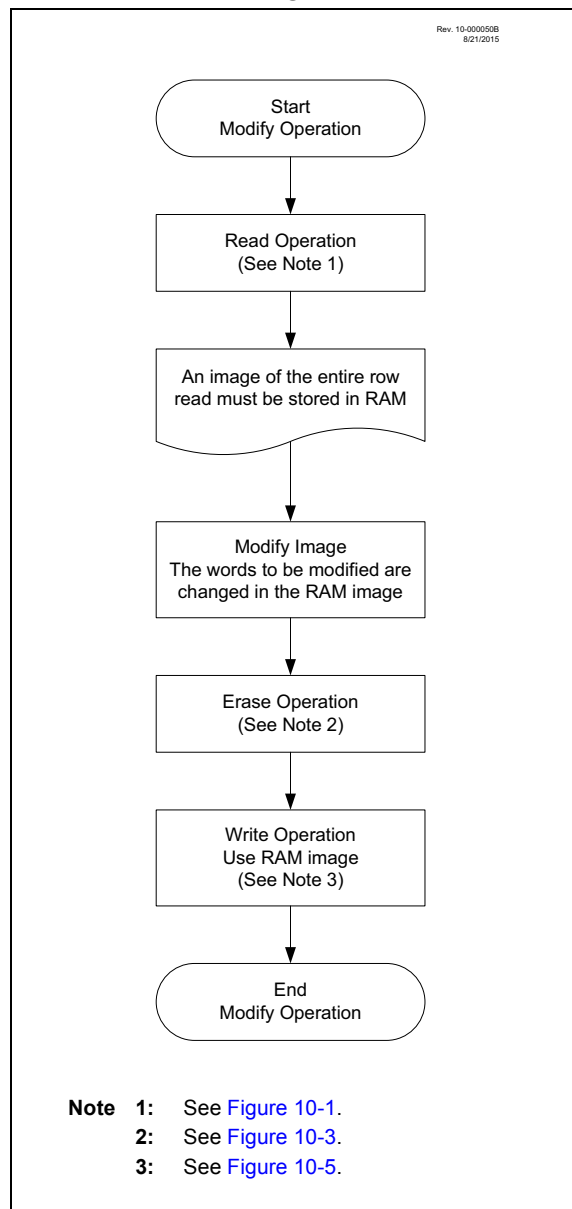 Rev. 10-000050B
8/21/2015
Start
Modify Operation
Read Operation
(See Note 1)
An image of the entire row
read must be stored in RAM
Modify Image
The words to be modified are
changed in the RAM image
Erase Operation
(See Note 2)
Write Operation
Use RAM image
(See Note 3)
End
Modify Operation
Note 1: See Figure 10-1.
2: See Figure 10-3.
3: See Figure 10-5.